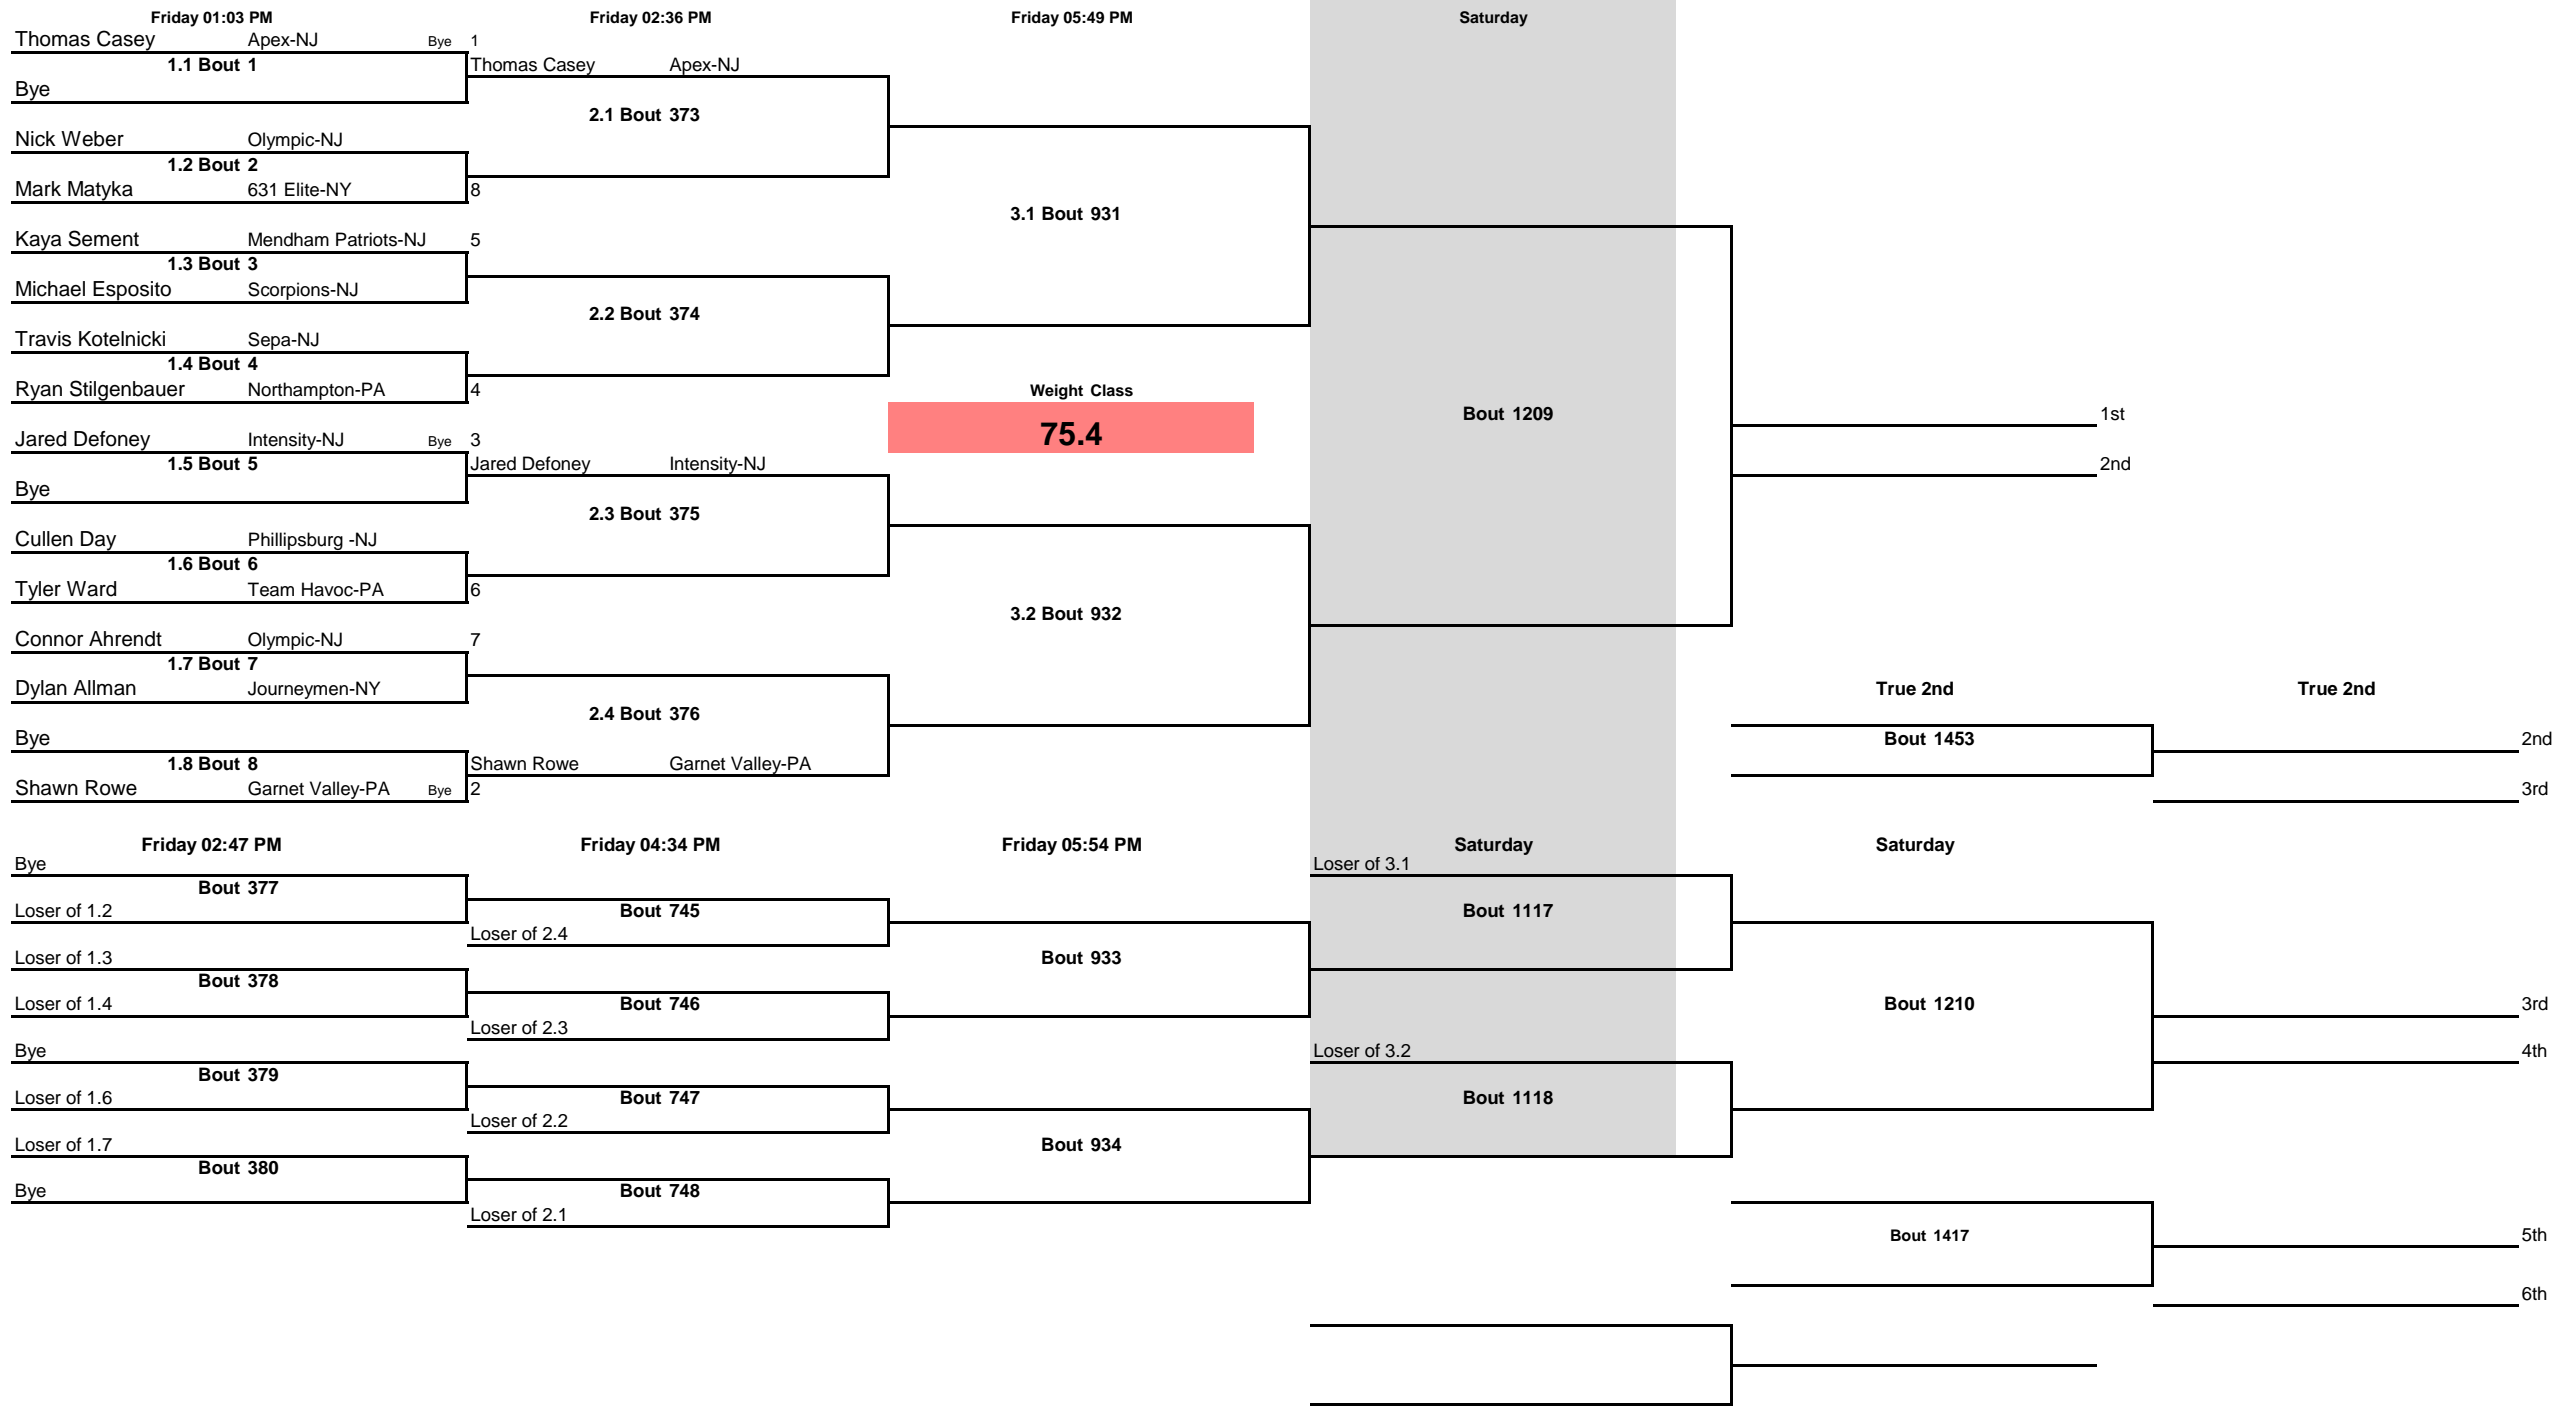 Friday 01:03 PM Friday 02:36 PM Friday 05:49 PM Saturday
Thomas Casey Apex-NJ Bye 1
1.1 Bout 1 Thomas Casey Apex-NJ
Bye
2.1 Bout 373
Nick Weber Olympic-NJ
1.2 Bout 2
Mark Matyka 631 Elite-NY 8
3.1 Bout 931
Kaya Sement Mendham Patriots-NJ 5
1.3 Bout 3
Michael Esposito Scorpions-NJ
2.2 Bout 374
Travis Kotelnicki Sepa-NJ
1.4 Bout 4
Ryan Stilgenbauer Northampton-PA 4 Weight Class
Bout 1209 1st
Jared Defoney Intensity-NJ Bye 3 75.4
1.5 Bout 5 Jared Defoney Intensity-NJ 2nd
Bye
2.3 Bout 375
Cullen Day Phillipsburg -NJ
1.6 Bout 6
Tyler Ward Team Havoc-PA 6
3.2 Bout 932
Connor Ahrendt Olympic-NJ 7
1.7 Bout 7
Dylan Allman Journeymen-NY True 2nd True 2nd
2.4 Bout 376
Bye Bout 1453 2nd
1.8 Bout 8 Shawn Rowe Garnet Valley-PA
Shawn Rowe Garnet Valley-PA Bye 2 3rd
Friday 02:47 PM Friday 04:34 PM Friday 05:54 PM Saturday Saturday
Bye Loser of 3.1
Bout 377
Loser of 1.2 Bout 745 Bout 1117
Loser of 2.4
Loser of 1.3 Bout 933
Bout 378
Loser of 1.4 Bout 746 Bout 1210 3rd
Loser of 2.3
Bye Loser of 3.2 4th
Bout 379
Loser of 1.6 Bout 747 Bout 1118
Loser of 2.2
Loser of 1.7 Bout 934
Bout 380
Bye Bout 748
Loser of 2.1
Bout 1417 5th
6th